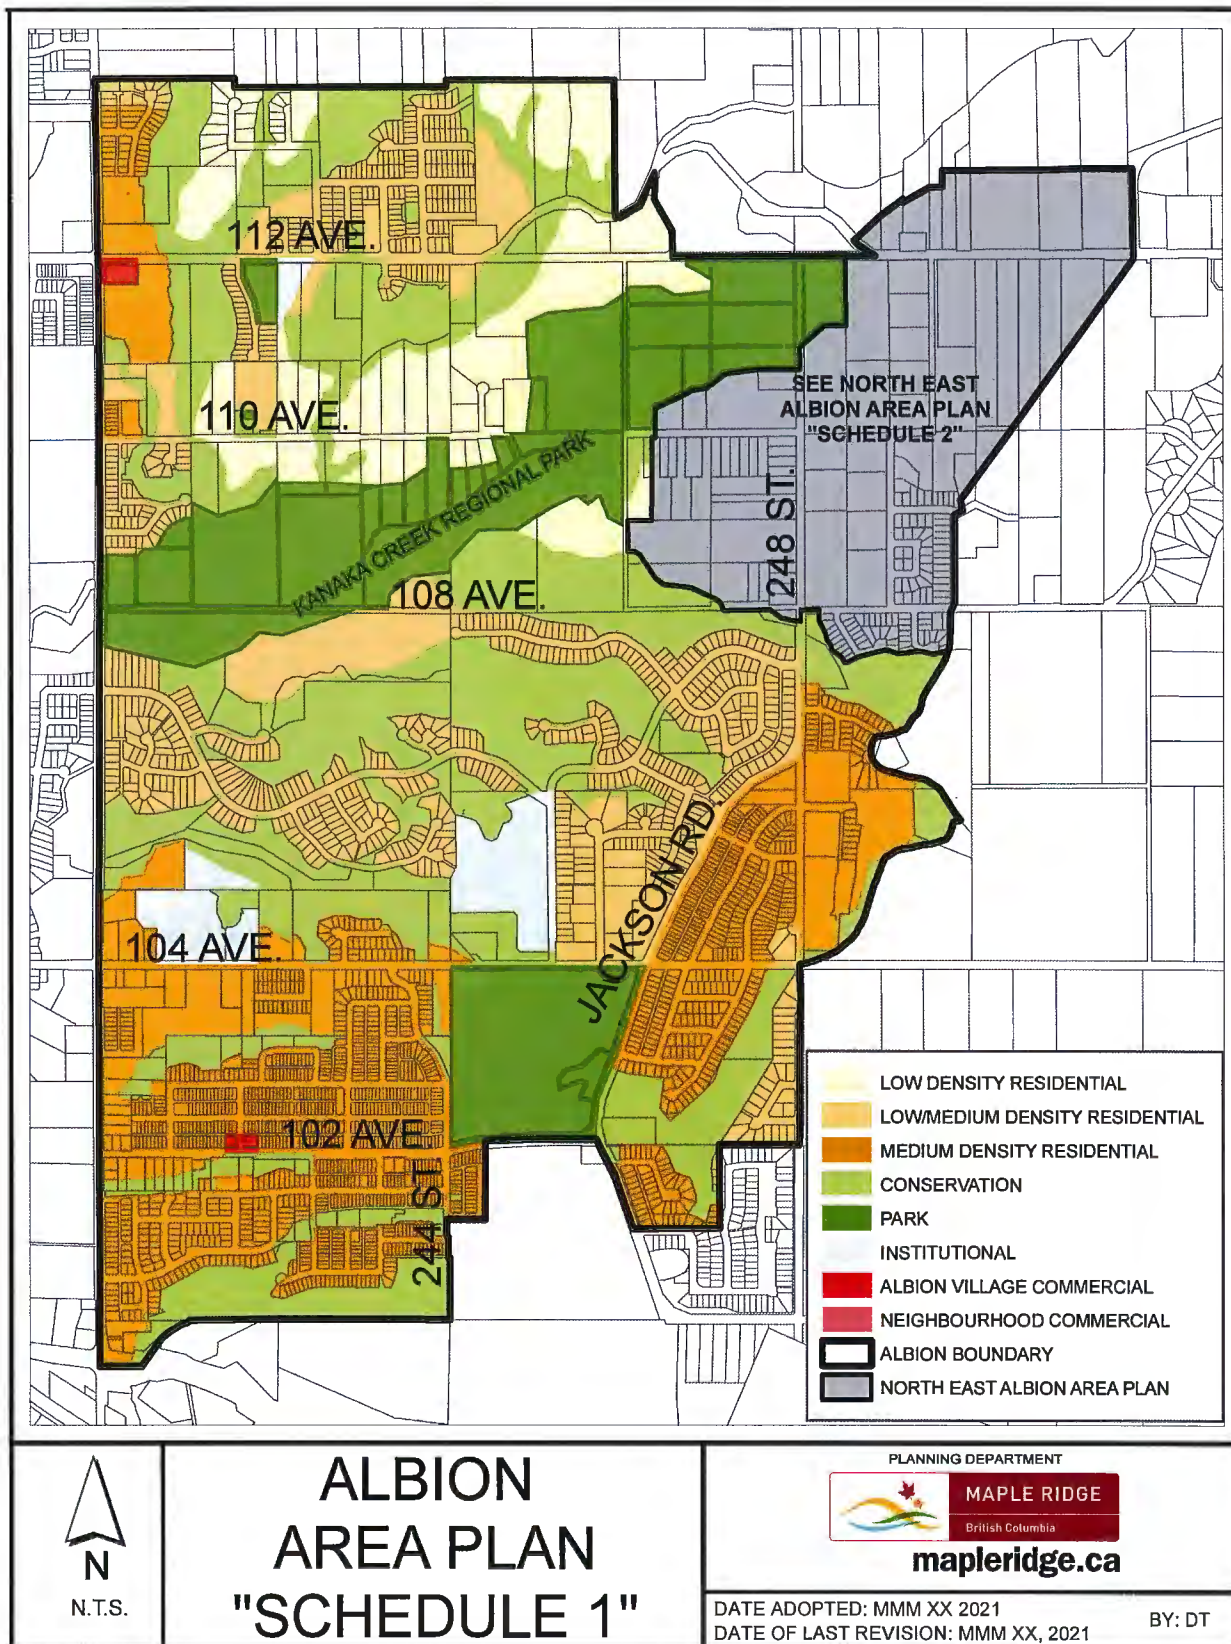 112 AVE.
SEE NORTH EAST
ALBION AREA PLAN
"SCHEDULE 2"
110 AVE.
KANAKA CREEK REGIONAL PARK
248 ST.
108 AVE.
JACKSON RD.
104 AVE.
102 AVE
244 ST
LOW DENSITY RESIDENTIAL
LOW/MEDIUM DENSITY RESIDENTIAL
MEDIUM DENSITY RESIDENTIAL
CONSERVATION
PARK
INSTITUTIONAL
ALBION VILLAGE COMMERCIAL
NEIGHBOURHOOD COMMERCIAL
ALBION BOUNDARY
NORTH EAST ALBION AREA PLAN
N
N.T.S.
ALBION
AREA PLAN
"SCHEDULE 1"
PLANNING DEPARTMENT
MAPLE RIDGE
British Columbia
mapleridge.ca
DATE ADOPTED: MMM XX 2021
DATE OF LAST REVISION: MMM XX, 2021
BY: DT